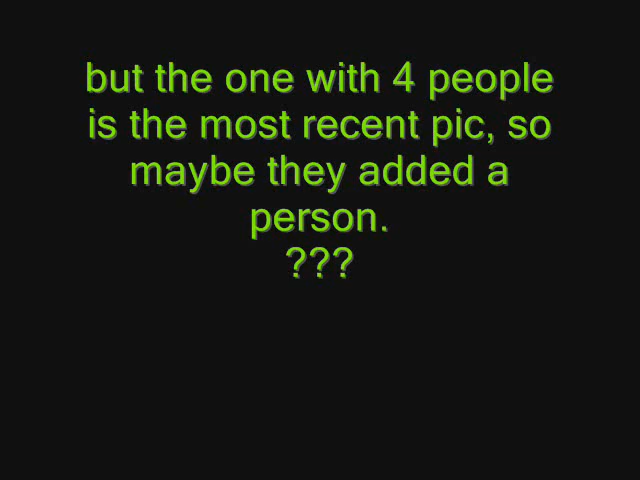 but the one with 4 people
is the most recent pic, so
maybe they added a
person.
???